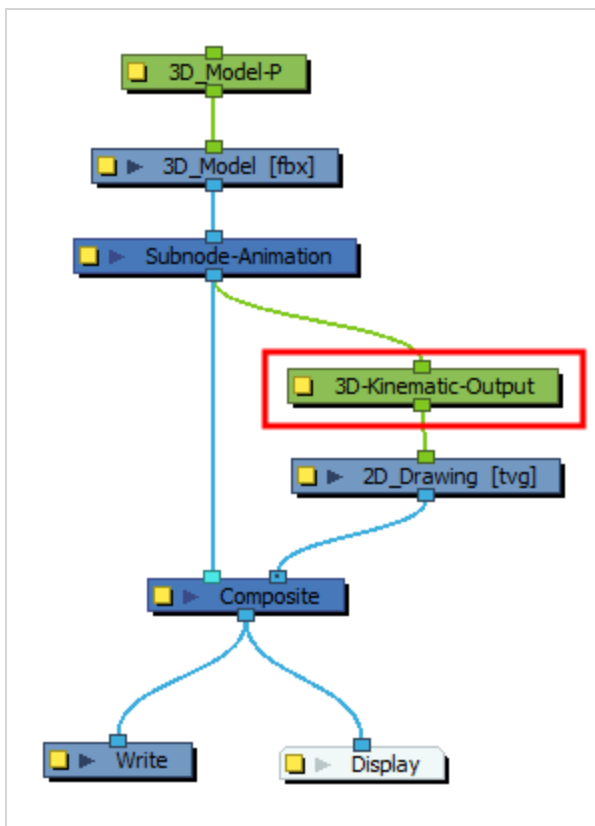 3D_Model-P
3D_Model [fbx]
Subnode-Animation
3D-Kinematic-Output
2D_Drawing [tvg]
Composite
Write
Display